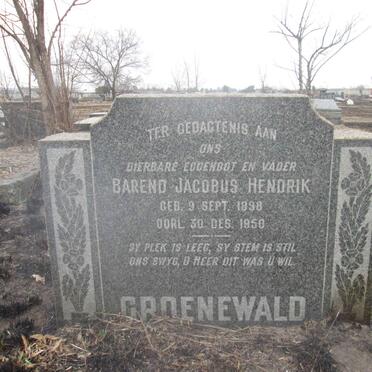 TER GEDAGTENIS AAN
ONS
DIERBARE EGGENOOT EN VADER
BAREND JACOBUS HENDRIK
GEB. 9 SEPT. 1898
OORL. 30 DES. 1950
SY PLEK IS LEEG, SY STEM IS STIL
ONS SWYG, O HEER DIT WAS U WIL
GROENEWALD